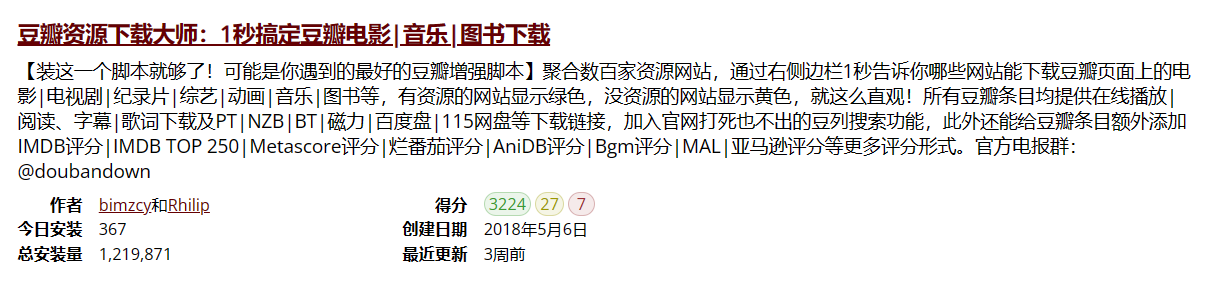 豆瓣资源下载大师：1秒搞定豆瓣电影|音乐|图书下载
【装这一个脚本就够了！可能是你遇到的最好的豆瓣增强脚本】聚合数百家资源网站，通过右侧边栏1秒告诉你哪些网站能下载豆瓣页面上的电
影|电视剧|纪录片|综艺|动画|音乐|图书等，有资源的网站显示绿色，没资源的网站显示黄色，就这么直观！所有豆瓣条目均提供在线播放|
阅读、字幕|歌词下载及PT|NZB|BT|磁力|百度盘|115网盘等下载链接，加入官网打死也不出的豆列搜索功能，此外还能给豆瓣条目额外添加
IMDB评分|IMDB TOP 250|Metascore评分|烂番茄评分|AniDB评分|Bgm评分|MAL|亚马逊评分等更多评分形式。官方电报群：
@doubandown
作者 bimzcy和Rhilip 得分 3224 27 7
今日安装 367 创建日期 2018年5月6日
总安装量 1,219,871 最近更新 3周前